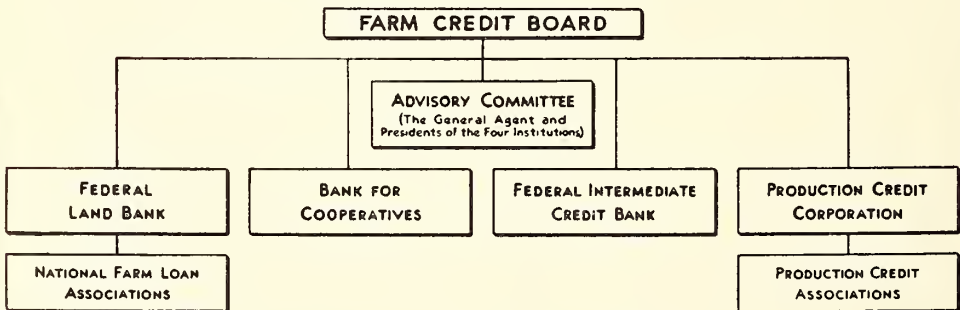 FARM CREDIT BOARD
ADVISORY COMMITTEE
(The General Agent and
Presidents of the Four Institutions)
FEDERAL
LAND BANK
BANK FOR
COOPERATIVES
FEDERAL INTERMEDIATE
CREDIT BANK
PRODUCTION CREDIT
CORPORATION
NATIONAL FARM LOAN
ASSOCIATIONS
PRODUCTION CREDIT
ASSOCIATIONS